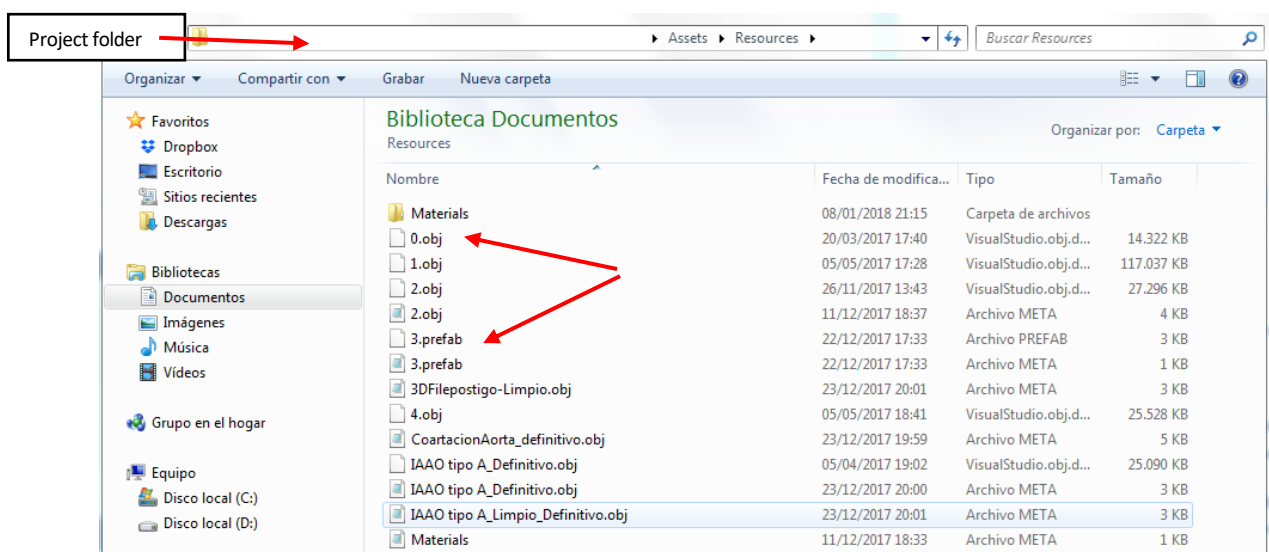 Project folder
Assets Resources Buscar Resources
Organizar Compartir con Grabar Nueva carpeta
Favoritos
Dropbox
Escritorio
Sitios recientes
Descargas
Bibliotecas
Documentos
Imágenes
Música
Vídeos
Grupo en el hogar
Equipo
Disco local (C:)
Disco local (D:)
Biblioteca Documentos
Resources
Organizar por: Carpeta
Nombre Fecha de modifica... Tipo Tamaño
Materials 08/01/2018 21:15 Carpeta de archivos
0.obj 20/03/2017 17:40 VisualStudio.obj.d... 14.322 KB
1.obj 05/05/2017 17:28 VisualStudio.obj.d... 117.037 KB
2.obj 26/11/2017 13:43 VisualStudio.obj.d... 27.296 KB
2.obj 11/12/2017 18:37 Archivo META 4 KB
3.prefab 22/12/2017 17:33 Archivo PREFAB 3 KB
3.prefab 22/12/2017 17:33 Archivo META 1 KB
3DFilepostigo-Limpio.obj 23/12/2017 20:01 Archivo META 3 KB
4.obj 05/05/2017 18:41 VisualStudio.obj.d... 25.528 KB
CoartacionAorta_definitivo.obj 23/12/2017 19:59 Archivo META 5 KB
IAAO tipo A_Definitivo.obj 05/04/2017 19:02 VisualStudio.obj.d... 25.090 KB
IAAO tipo A_Definitivo.obj 23/12/2017 20:00 Archivo META 3 KB
IAAO tipo A_Limpio_Definitivo.obj 23/12/2017 20:01 Archivo META 3 KB
Materials 11/12/2017 18:33 Archivo META 1 KB